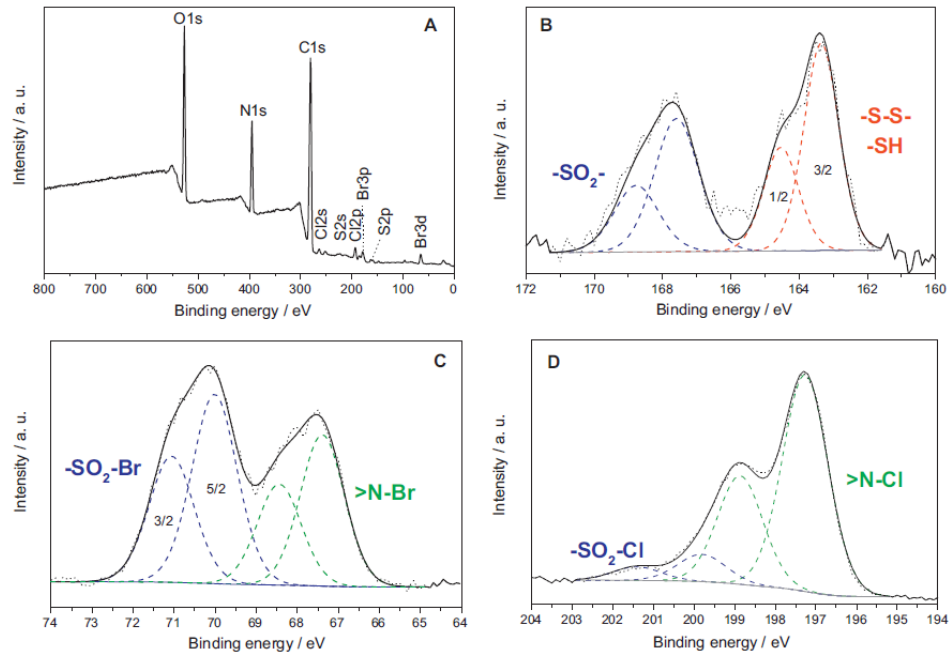 A
O1s
N1s
C1s
Cl2s
S2s
Cl2p
Br3p
S2p
Br3d
Intensity / a. u.
800 700 600 500 400 300 200 100 0
Binding energy / eV
B
-SO2-
-S-S-
-SH
1/2
3/2
Intensity / a. u.
172 170 168 166 164 162 160
Binding energy / eV
C
-SO2-Br
3/2
5/2
>N-Br
Intensity / a. u.
74 73 72 71 70 69 68 67 66 65 64
Binding energy / eV
D
-SO2-Cl
>N-Cl
Intensity / a. u.
204 203 202 201 200 199 198 197 196 195 194
Binding energy / eV